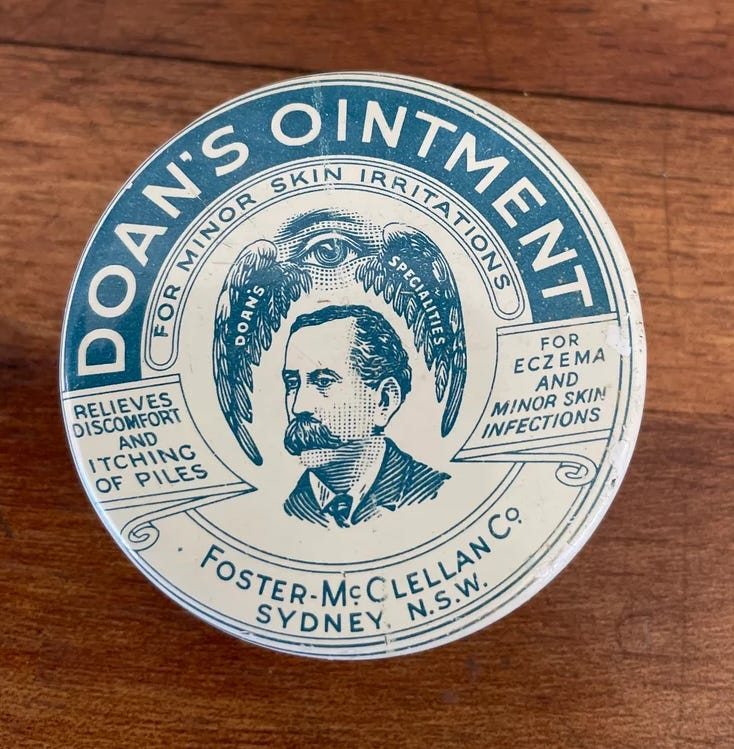 DOAN'S OINTMENT
FOR MINOR SKIN IRRITATIONS
DOAN'S
SPECIALITIES
RELIEVES
DISCOMFORT
AND
ITCHING
OF PILES
FOR
ECZEMA
AND
MINOR SKIN
INFECTIONS
FOSTER-McCLELLAN Co.
SYDNEY, N.S.W.